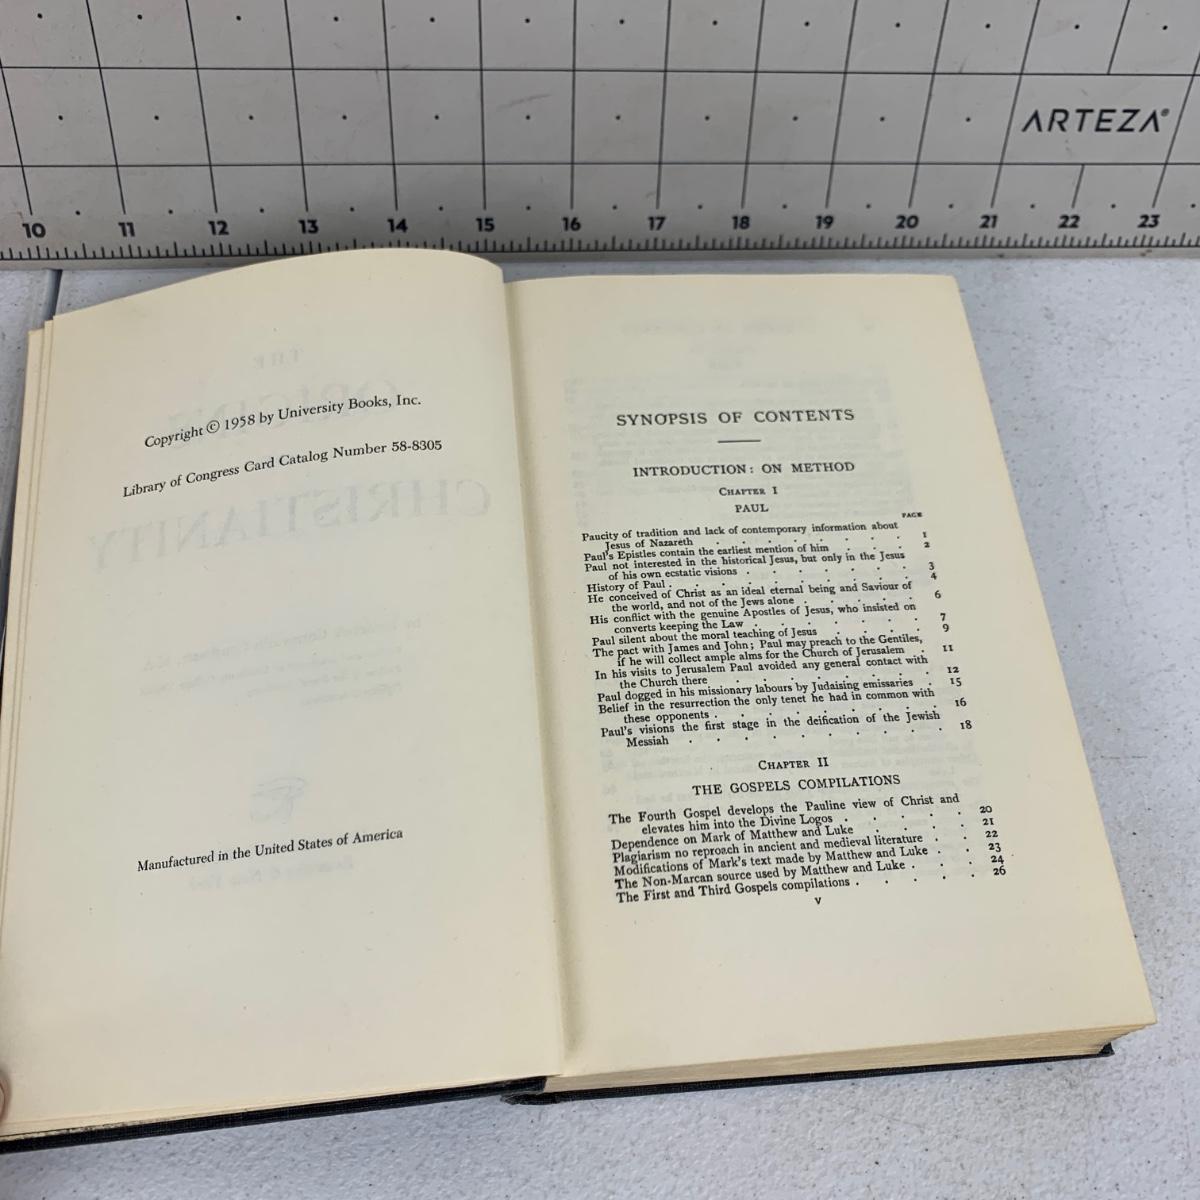 ARTEZA®
10 11 12 13 14 15 16 17 18 19 20 21 22 23
Copyright © 1958 by University Books, Inc.
Library of Congress Card Catalog Number 58-8305
Manufactured in the United States of America
SYNOPSIS OF CONTENTS
INTRODUCTION: ON METHOD
CHAPTER I
PAUL
PAGE
Paucity of tradition and lack of contemporary information about
Jesus of Nazareth . . . . . . . . 1
Paul's Epistles contain the earliest mention of him . . . 2
Paul not interested in the historical Jesus, but only in the Jesus
of his own ecstatic visions . . . . . . . 3
History of Paul . . . . . . . . . 4
He conceived of Christ as an ideal eternal being and Saviour of
the world, and not of the Jews alone . . . . . 6
His conflict with the genuine Apostles of Jesus, who insisted on
converts keeping the Law . . . . . . . 7
Paul silent about the moral teaching of Jesus . . . . 9
The pact with James and John; Paul may preach to the Gentiles,
if he will collect ample alms for the Church of Jerusalem . 11
In his visits to Jerusalem Paul avoided any general contact with
the Church there . . . . . . . . 12
Paul dogged in his missionary labours by Judaising emissaries . 15
Belief in the resurrection the only tenet he had in common with
these opponents . . . . . . . . 16
Paul's visions the first stage in the deification of the Jewish
Messiah . . . . . . . . . 18
CHAPTER II
THE GOSPELS COMPILATIONS
The Fourth Gospel develops the Pauline view of Christ and
elevates him into the Divine Logos . . . . . 20
Dependence on Mark of Matthew and Luke . . . . 21
Plagiarism no reproach in ancient and medieval literature . . 22
Modifications of Mark's text made by Matthew and Luke . . 23
The Non-Marcan source used by Matthew and Luke . . . 24
The First and Third Gospels compilations . . . . . 26
v